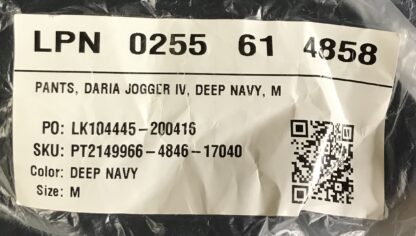 LPN 0255 61 4858
PANTS, DARIA JOGGER IV, DEEP NAVY, M
PO: LK104445-200415
SKU: PT2149966-4846-17040
Color: DEEP NAVY
Size: M